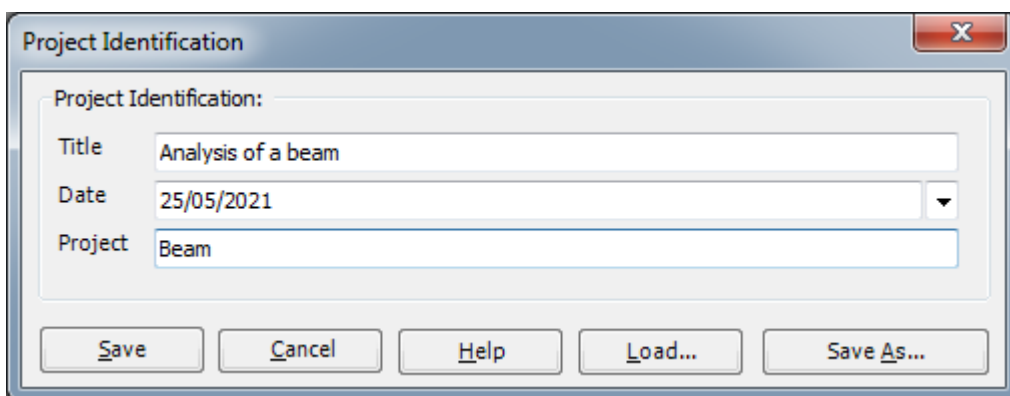 Project Identification
Project Identification:
Title Analysis of a beam
Date 25/05/2021
Project Beam
Save Cancel Help Load... Save As...